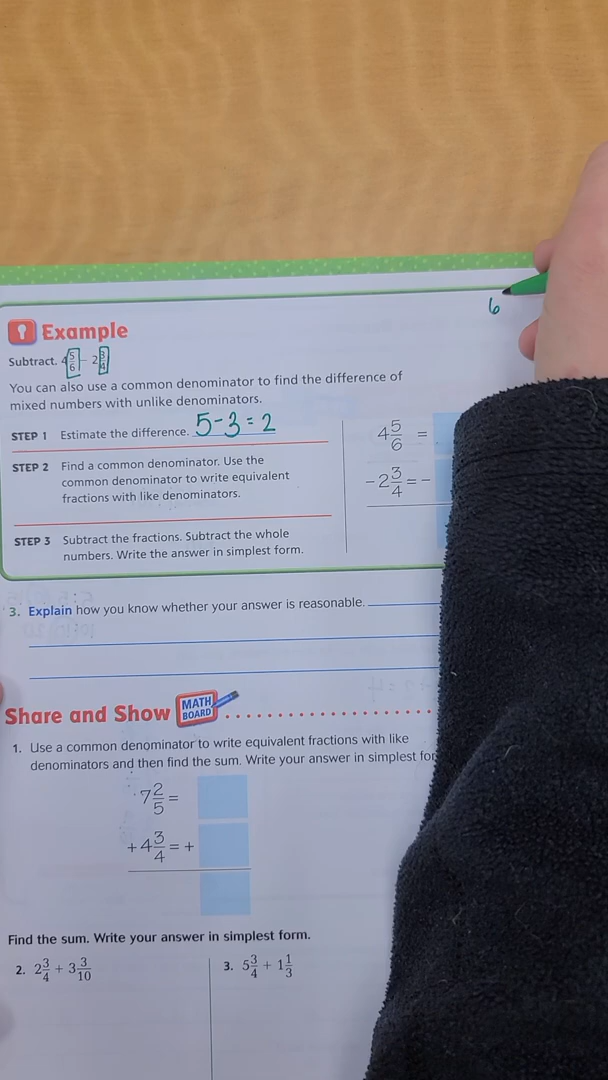 6
Example
Subtract. 4 5/6 - 2 3/4
You can also use a common denominator to find the difference of
mixed numbers with unlike denominators.
STEP 1 Estimate the difference. 5-3=2
STEP 2 Find a common denominator. Use the
common denominator to write equivalent
fractions with like denominators.
4 5/6 =
- 2 3/4 = -
STEP 3 Subtract the fractions. Subtract the whole
numbers. Write the answer in simplest form.
3. Explain how you know whether your answer is reasonable.
Share and Show MATH BOARD
1. Use a common denominator to write equivalent fractions with like
denominators and then find the sum. Write your answer in simplest
7 2/5 =
+ 4 3/4 = +
Find the sum. Write your answer in simplest form.
2. 2 3/4 + 3 3/10
3. 5 3/4 + 1 1/3